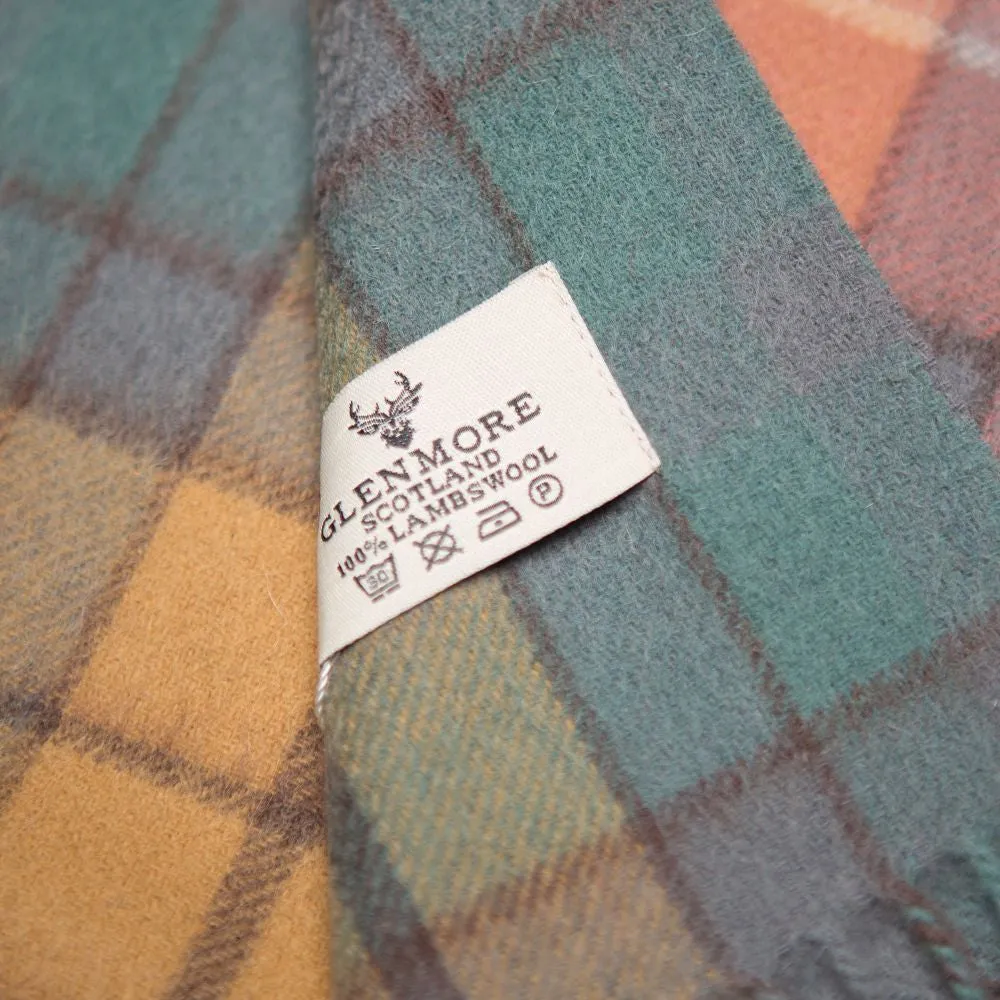 GLENMORE
SCOTLAND
100% LAMBSWOOL
30 P